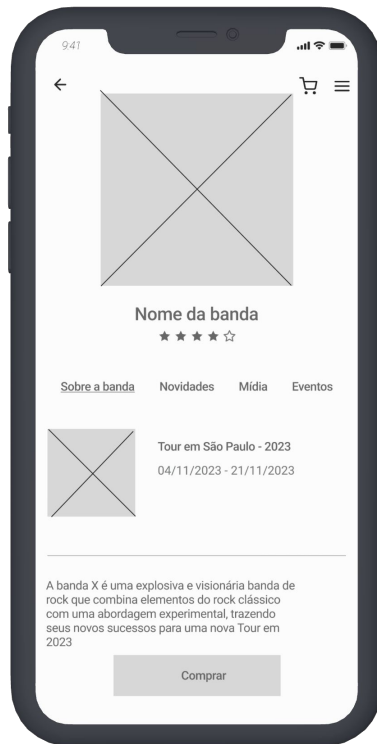 9:41
Nome da banda
Sobre a banda Novidades Mídia Eventos
Tour em São Paulo - 2023
04/11/2023 - 21/11/2023
A banda X é uma explosiva e visionária banda de
rock que combina elementos do rock clássico
com uma abordagem experimental, trazendo
seus novos sucessos para uma nova Tour em
2023
Comprar